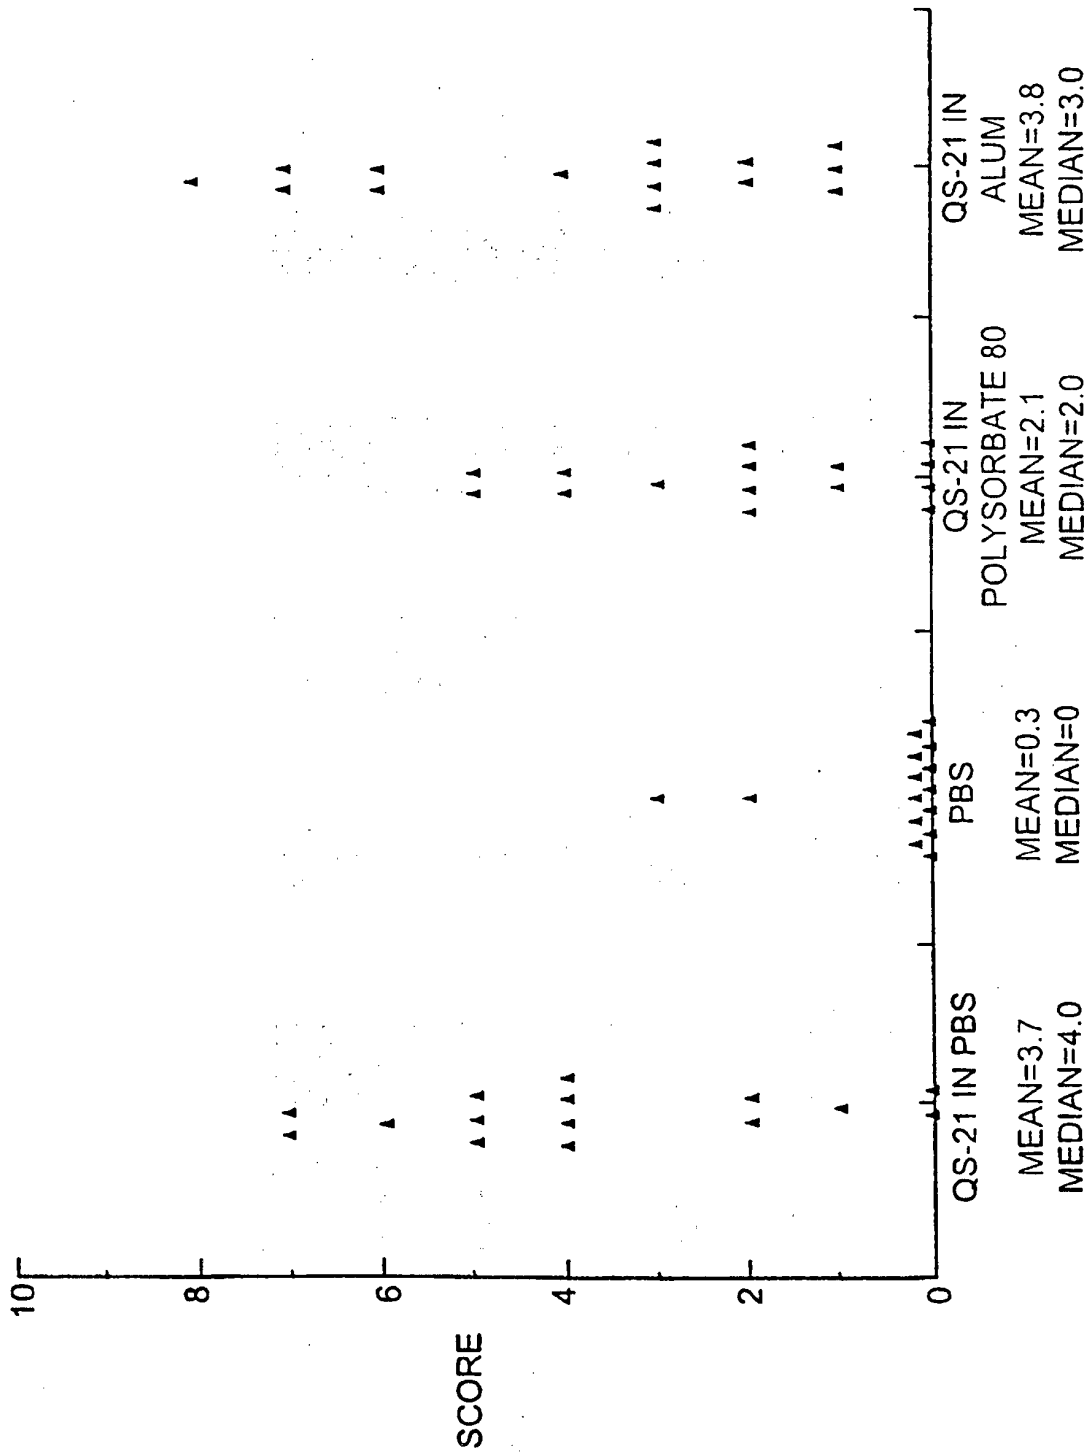 10
8
6
4
2
0
SCORE
QS-21 IN PBS
MEAN=3.7
MEDIAN=4.0
PBS
MEAN=0.3
MEDIAN=0
QS-21 IN
POLYSORBATE 80
MEAN=2.1
MEDIAN=2.0
QS-21 IN
ALUM
MEAN=3.8
MEDIAN=3.0